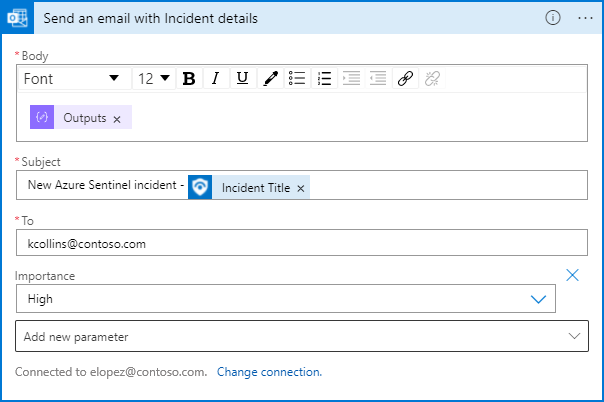 Send an email with Incident details
* Body
Font 12 B I U
Outputs ×
* Subject
New Azure Sentinel incident - Incident Title ×
* To
kcollins@contoso.com
Importance
High
Add new parameter
Connected to elopez@contoso.com. Change connection.